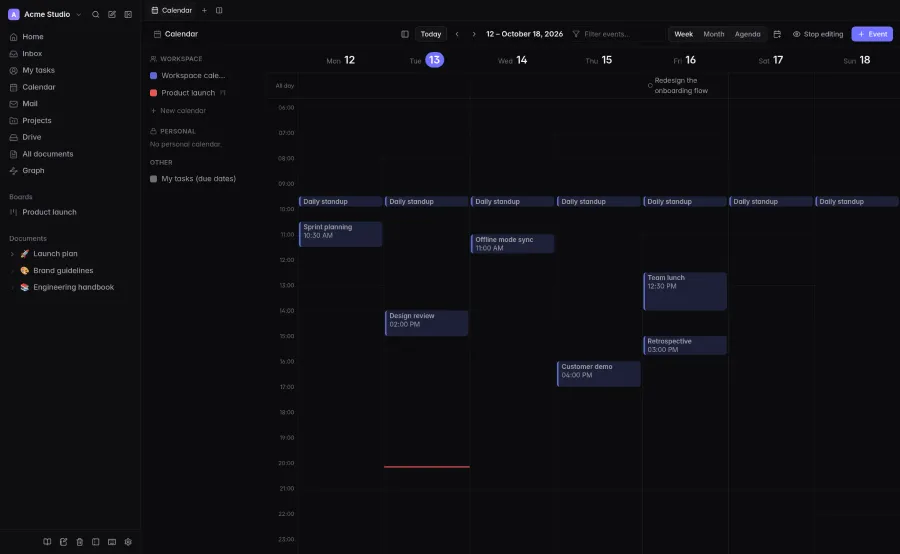 A Acme Studio
Home
Inbox
My tasks
Calendar
Mail
Projects
Drive
All documents
Graph
Boards
Product launch
Documents
🚀 Launch plan
🎨 Brand guidelines
📚 Engineering handbook
Calendar
Calendar
Today
12 – October 18, 2026
Filter events...
Week
Month
Agenda
Stop editing
+ Event
WORKSPACE
Workspace cale...
Product launch
+ New calendar
PERSONAL
No personal calendar.
OTHER
My tasks (due dates)
Mon 12
Tue 13
Wed 14
Thu 15
Fri 16
Sat 17
Sun 18
All day
Redesign the
onboarding flow
06:00
07:00
08:00
09:00
Daily standup
Daily standup
Daily standup
Daily standup
Daily standup
Daily standup
Daily standup
10:00
Sprint planning
10:30 AM
11:00
Offline mode sync
11:00 AM
12:00
Team lunch
12:30 PM
13:00
14:00
Design review
02:00 PM
15:00
Retrospective
03:00 PM
16:00
Customer demo
04:00 PM
17:00
18:00
19:00
20:00
21:00
22:00
23:00